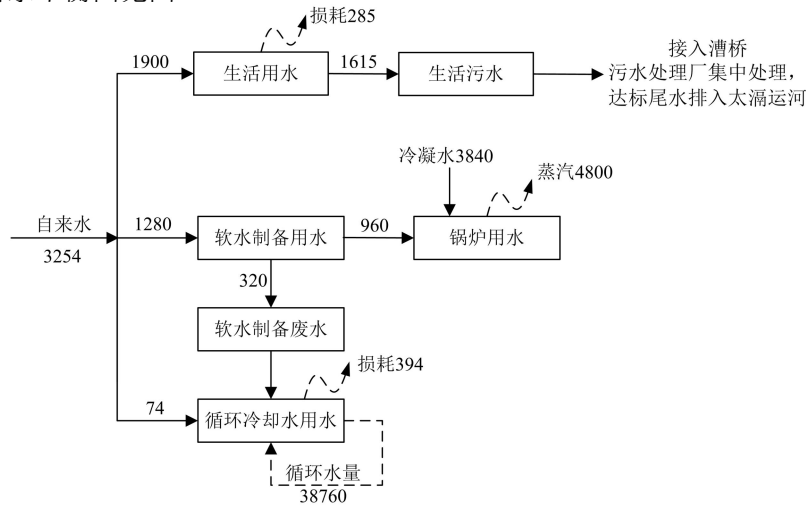 损耗285
1900
生活用水
1615
生活污水
接入漕桥
污水处理厂集中处理，
达标尾水排入太滆运河
冷凝水3840
蒸汽4800
自来水
3254
1280
软水制备用水
960
锅炉用水
320
软水制备废水
损耗394
74
循环冷却水用水
循环水量
38760